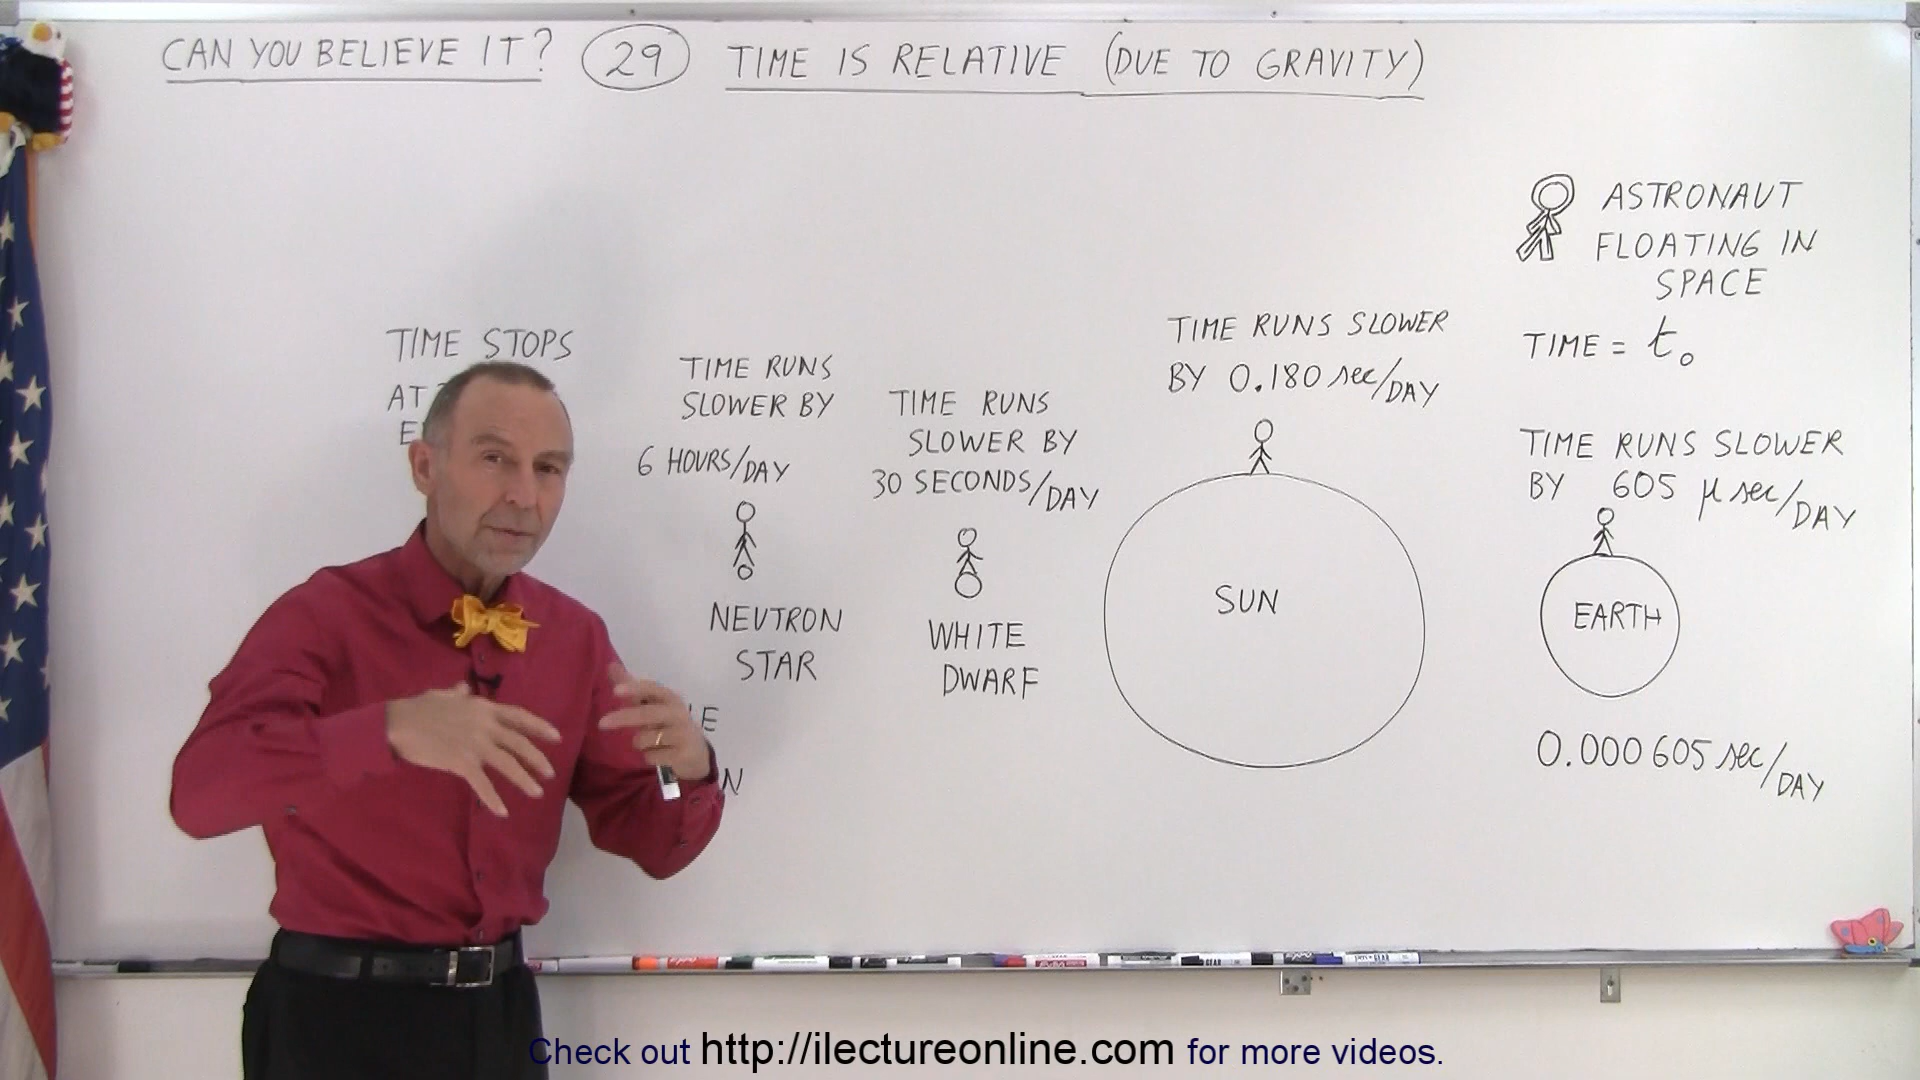 CAN YOU BELIEVE IT? 29 TIME IS RELATIVE (DUE TO GRAVITY)
ASTRONAUT
FLOATING IN
SPACE
TIME = t₀
TIME STOPS
AT
TIME RUNS
SLOWER BY
6 HOURS/DAY
NEUTRON
STAR
TIME RUNS
SLOWER BY
30 SECONDS/DAY
WHITE
DWARF
TIME RUNS SLOWER
BY 0.180 sec/DAY
SUN
TIME RUNS SLOWER
BY 605 μsec/DAY
EARTH
0.000605 sec/DAY
Check out http://ilectureonline.com for more videos.